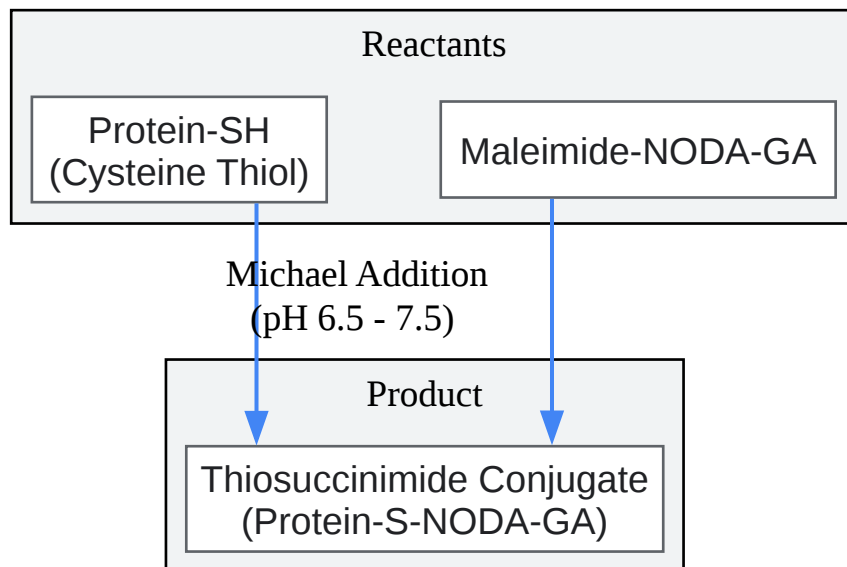 Reactants
Protein-SH
(Cysteine Thiol)
Maleimide-NODA-GA
Michael Addition
(pH 6.5 - 7.5)
Product
Thiosuccinimide Conjugate
(Protein-S-NODA-GA)